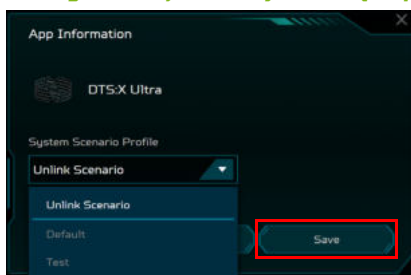 App Information
DTS:X Ultra
System Scenario Profile
Unlink Scenario
Unlink Scenario
Default
Save
Test